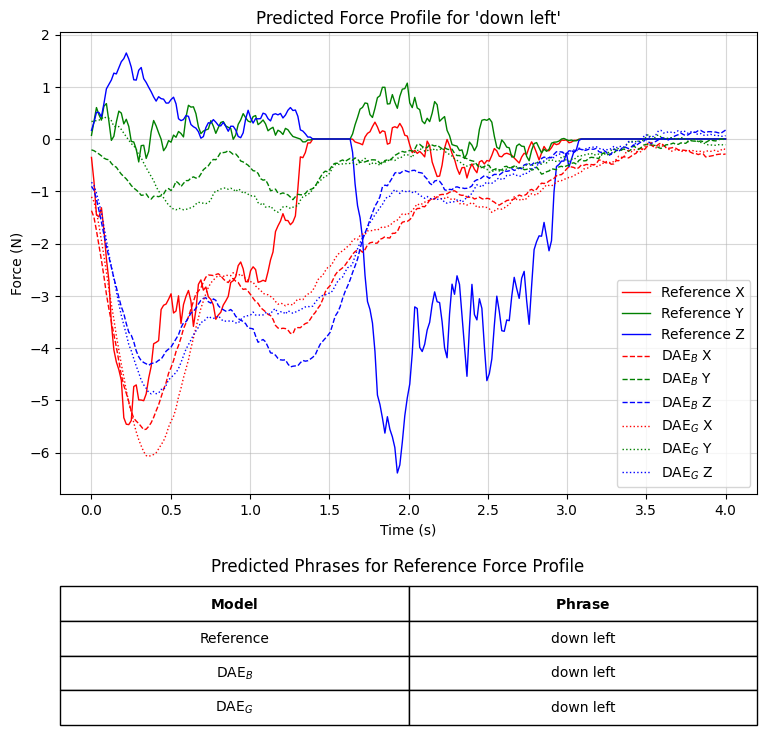 Predicted Force Profile for 'down left'
2
1
0
−1
−2
−3
−4
−5
−6
Force (N)
Reference X
Reference Y
Reference Z
DAE_B X
DAE_B Y
DAE_B Z
DAE_G X
DAE_G Y
DAE_G Z
0.0 0.5 1.0 1.5 2.0 2.5 3.0 3.5 4.0
Time (s)
Predicted Phrases for Reference Force Profile
Model Phrase
Reference down left
DAE_B down left
DAE_G down left